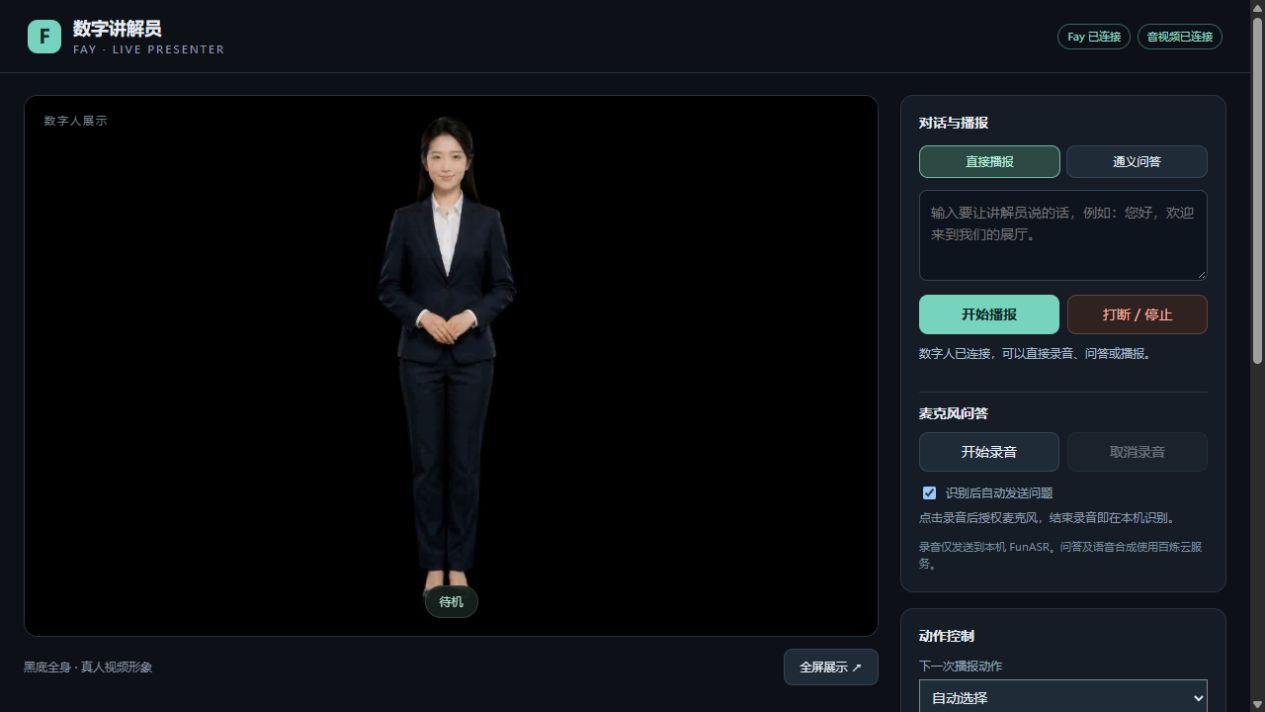 F
数字讲解员
FAY · LIVE PRESENTER
Fay 已连接
音视频已连接
数字人展示
待机
黑底全身 · 真人视频形象
全屏展示 ↗
对话与播报
直接播报
通义问答
输入要让讲解员说的话，例如：您好，欢迎
来到我们的展厅。
开始播报
打断 / 停止
数字人已连接，可以直接录音、问答或播报。
麦克风问答
开始录音
取消录音
识别后自动发送问题
点击录音后授权麦克风，结束录音即在本机识别。
录音仅发送到本机 FunASR。问答及语音合成使用百炼云服
务。
动作控制
下一次播报动作
自动选择